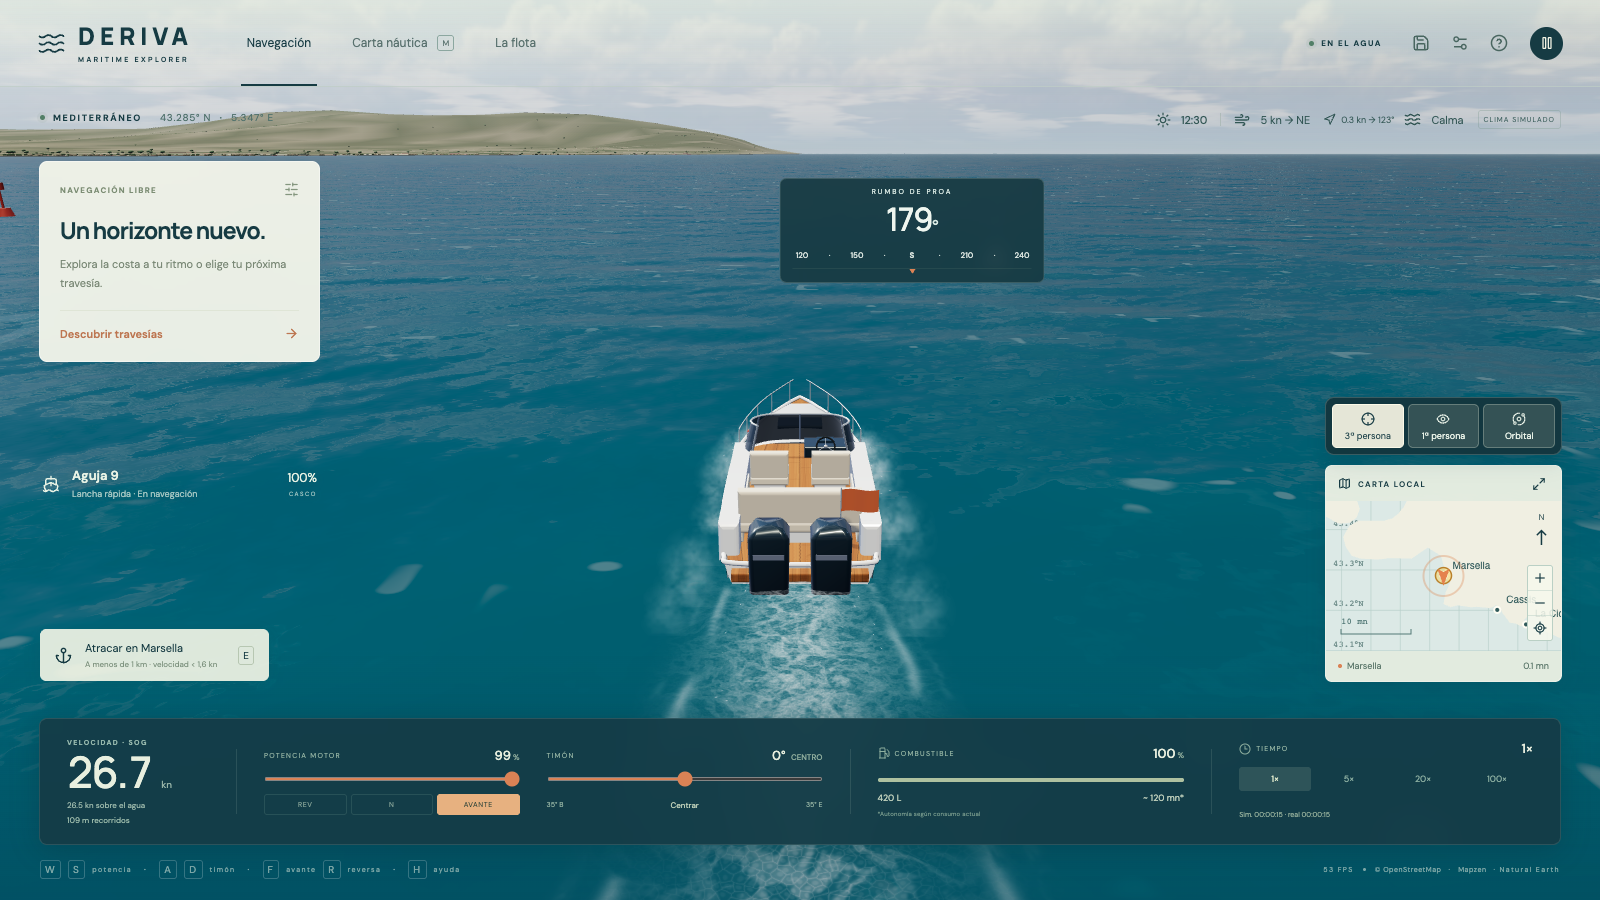 DERIVA
MARITIME EXPLORER
Navegación
Carta náutica M
La flota
EN EL AGUA
MEDITERRÁNEO 43.285° N · 5.347° E
12:30
5 kn → NE
0.3 kn → 123°
Calma
CLIMA SIMULADO
NAVEGACIÓN LIBRE
Un horizonte nuevo.
Explora la costa a tu ritmo o elige tu próxima
travesía.
Descubrir travesías →
RUMBO DE PROA
179°
120 · 150 · S · 210 · 240
Aguja 9
Lancha rápida · En navegación
100%
CASCO
3ª persona
1ª persona
Orbital
CARTA LOCAL
N
43.3°N
43.2°N
43.1°N
Marsella
10 mn
Marsella
0.1 mn
Atracar en Marsella
A menos de 1 km · velocidad < 1,6 kn
E
VELOCIDAD · SOG
26.7 kn
26.5 kn sobre el agua
109 m recorridos
POTENCIA MOTOR 99 %
REV
N
AVANTE
TIMÓN 0° CENTRO
35° B
Centrar
35° E
COMBUSTIBLE 100 %
420 L
~ 120 mn*
*Autonomía según consumo actual
TIEMPO 1×
1×
5×
20×
100×
Sim. 00:00:15 · real 00:00:15
W S potencia · A D timón · F avante R reversa · H ayuda
53 FPS • © OpenStreetMap · Mapzen · Natural Earth